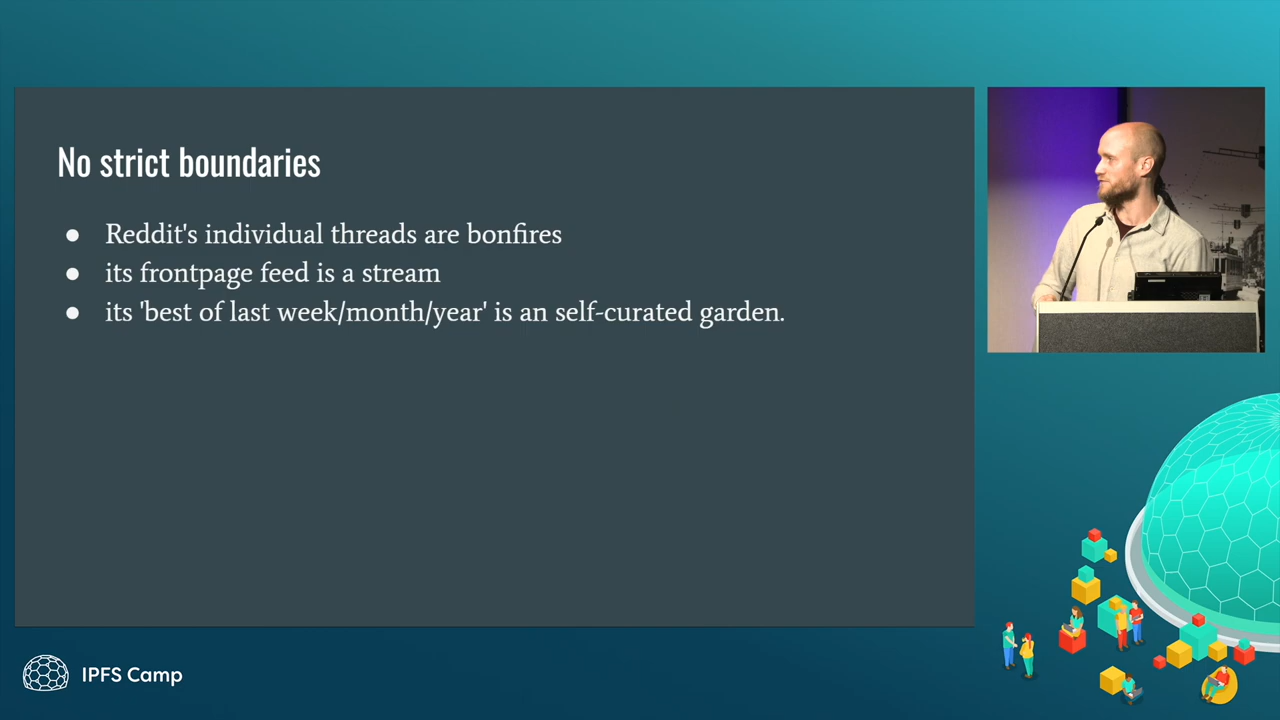 No strict boundaries
● Reddit's individual threads are bonfires
● its frontpage feed is a stream
● its 'best of last week/month/year' is an self-curated garden.
IPFS Camp